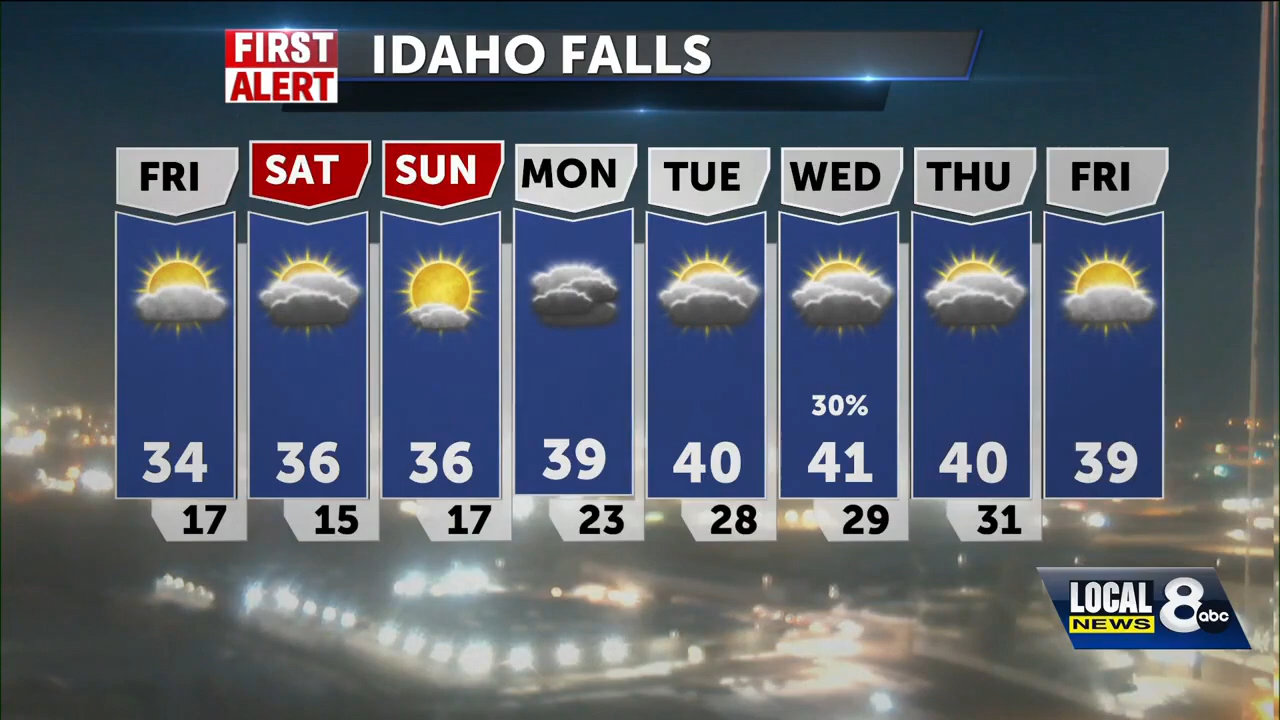 FIRST
ALERT
IDAHO FALLS
FRI SAT SUN MON TUE WED THU FRI
30%
34 36 36 39 40 41 40 39
17 15 17 23 28 29 31
LOCAL
NEWS
8
abc